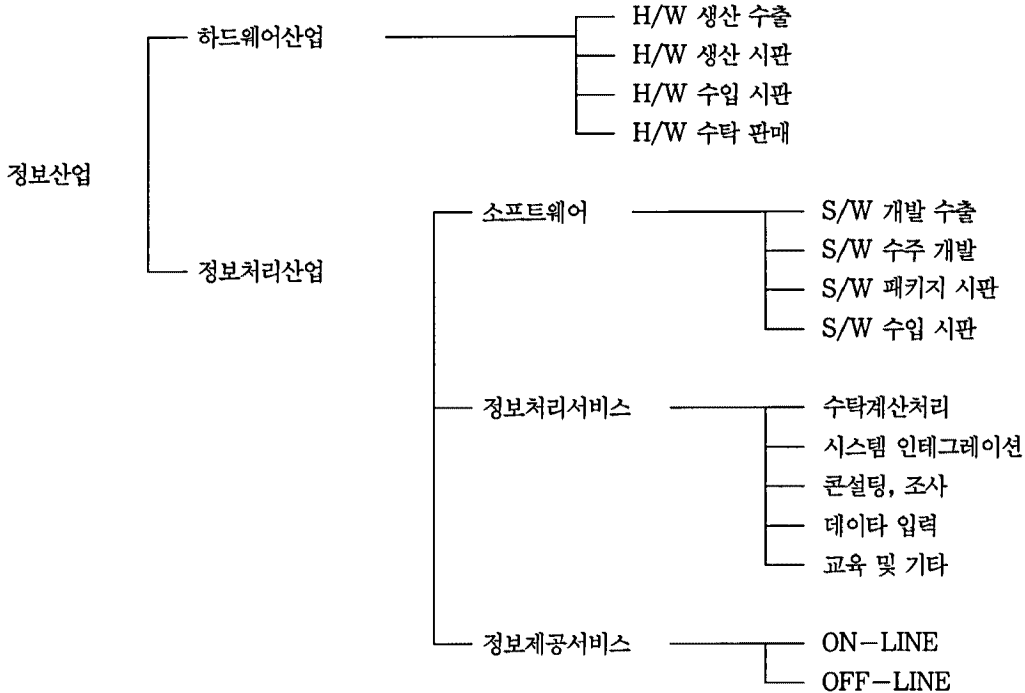 정보산업
하드웨어산업
H/W 생산 수출
H/W 생산 시판
H/W 수입 시판
H/W 수탁 판매
정보처리산업
소프트웨어
S/W 개발 수출
S/W 수주 개발
S/W 패키지 시판
S/W 수입 시판
정보처리서비스
수탁계산처리
시스템 인테그레이션
콘설팅, 조사
데이타 입력
교육 및 기타
정보제공서비스
ON-LINE
OFF-LINE